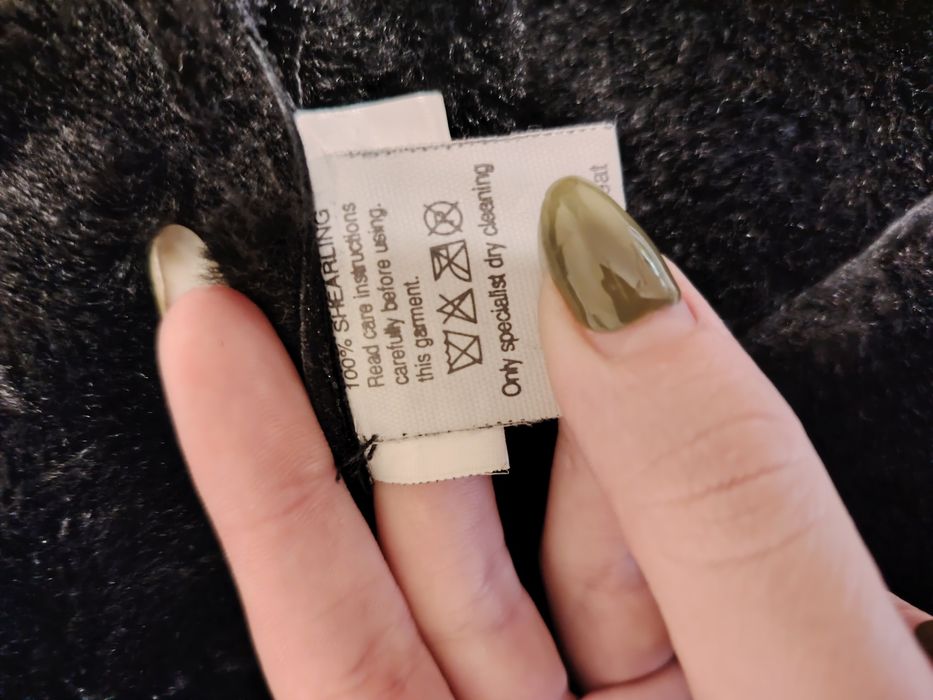 100% SHEARLING
Read care instructions
carefully before using.
this garment.
Only specialist dry cleaning